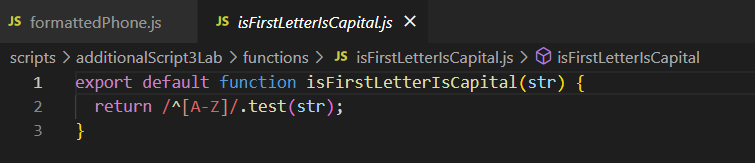 JS formattedPhone.js JS isFirstLetterIsCapital.js ×
scripts > additionalScript3Lab > functions > JS isFirstLetterIsCapital.js > isFirstLetterIsCapital
1 export default function isFirstLetterIsCapital(str) {
2 return /^[A-Z]/.test(str);
3 }